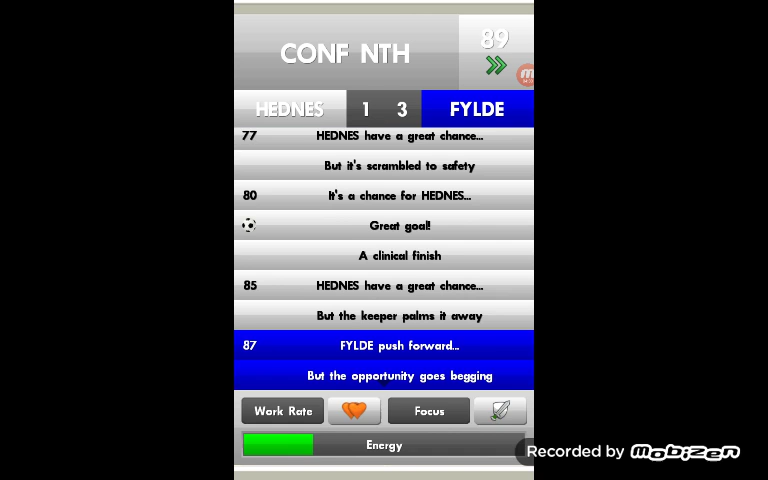 CONF NTH
89
HEDNES 1 3 FYLDE
77 HEDNES have a great chance...
But it's scrambled to safety
80 It's a chance for HEDNES...
Great goal!
A clinical finish
85 HEDNES have a great chance...
But the keeper palms it away
87 FYLDE push forward...
But the opportunity goes begging
Work Rate Focus
Energy
Recorded by mobizen